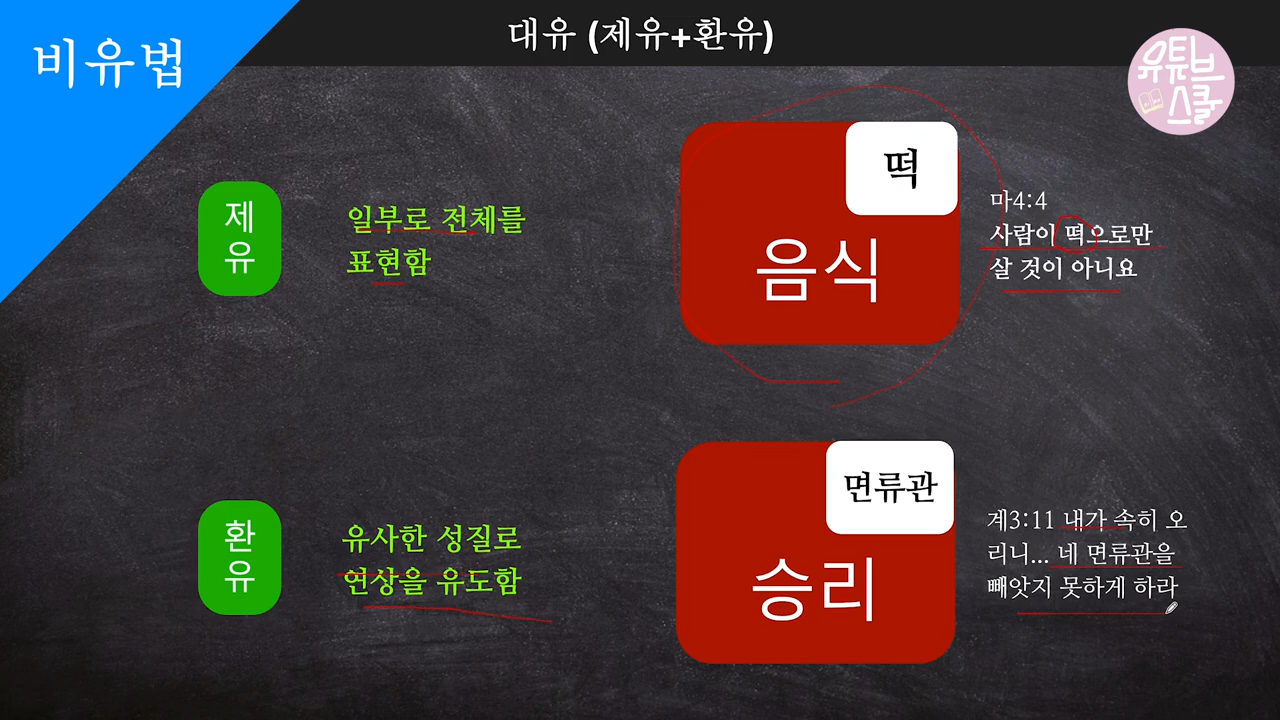 비유법
대유 (제유+환유)
유튜브
스쿨
제
유
일부로 전체를
표현함
떡
음식
마4:4
사람이 떡으로만
살 것이 아니요
환
유
유사한 성질로
연상을 유도함
면류관
승리
계3:11 내가 속히 오
리니... 네 면류관을
빼앗지 못하게 하라